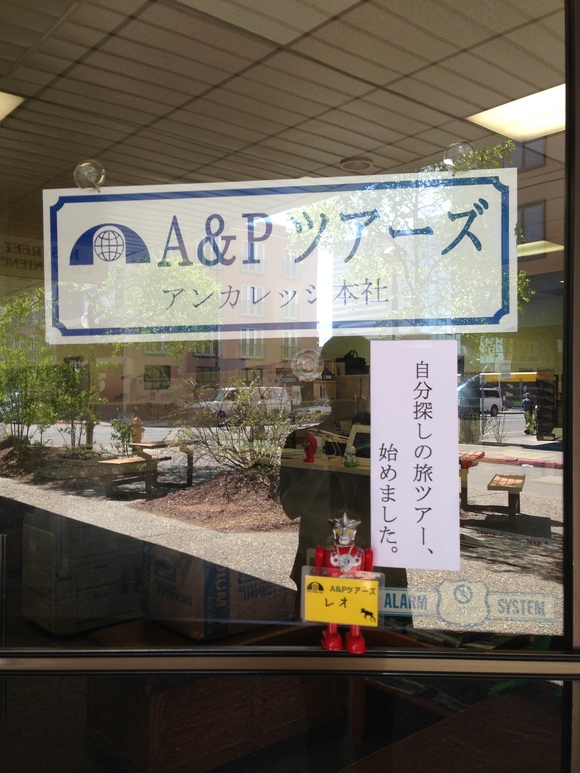 A&P ツアーズ
アンカレッジ本社
自分探しの旅ツアー、
始めました。
A&Pツアーズ
レオ
ALARM SYSTEM